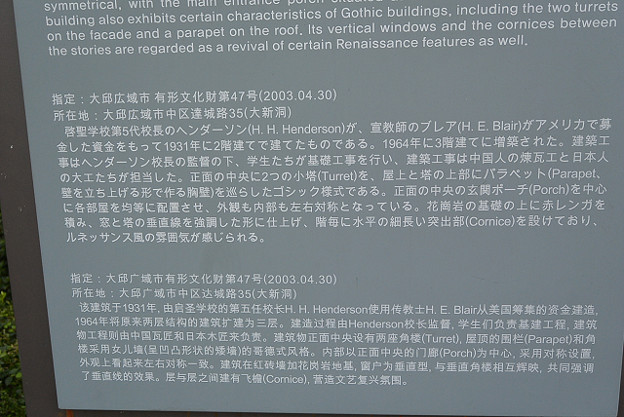 symmetrical, with the main entrance porch situated
building also exhibits certain characteristics of Gothic buildings, including the two turrets
on the facade and a parapet on the roof. Its vertical windows and the cornices between
the stories are regarded as a revival of certain Renaissance features as well.
指定：大邱広域市 有形文化財第47号(2003.04.30)
所在地：大邱広域市中区達城路35(大新洞)
啓聖学校第5代校長のヘンダーソン(H. H. Henderson)が、宣教師のブレア(H. E. Blair)がアメリカで募
金した資金をもって1931年に2階建てで建てたものである。1964年に3階建てに増築された。建築工
事はヘンダーソン校長の監督の下、学生たちが基礎工事を行い、建築工事は中国人の煉瓦工と日本人
の大工たちが担当した。正面の中央に2つの小塔(Turret)を、屋上と塔の上部にパラペット(Parapet、
壁を立ち上げる形で作る胸壁)を巡らしたゴシック様式である。正面の中央の玄関ポーチ(Porch)を中心
に各部屋を均等に配置させ、外観も内部も左右対称となっている。花崗岩の基礎の上に赤レンガを
積み、窓と塔の垂直線を強調した形に仕上げ、階毎に水平の細長い突出部(Cornice)を設けており、
ルネッサンス風の雰囲気が感じられる。
指定：大邱广域市有形文化财第47号(2003.04.30)
所在地：大邱广域市中区达城路35(大新洞)
该建筑于1931年, 由启圣学校的第五任校长H. H. Henderson使用传教士H. E. Blair从美国筹集的资金建造,
1964年将原来两层结构的建筑扩建为三层。建造过程由Henderson校长监督, 学生们负责基建工程, 建筑
物工程则由中国瓦匠和日本木匠来负责。建筑物正面中央设有两座角楼(Turret), 屋顶的围栏(Parapet)和角
楼采用女儿墙(呈凹凸形状的矮墙)的哥德式风格。内部以正面中央的门廊(Porch)为中心, 采用对称设置,
外观上看起来左右对称一致。建筑在红砖墙加花岗岩地基, 窗户为垂直型, 与垂直角楼相互辉映, 共同强调
了垂直线的效果。层与层之间建有飞檐(Cornice), 营造文艺复兴氛围。